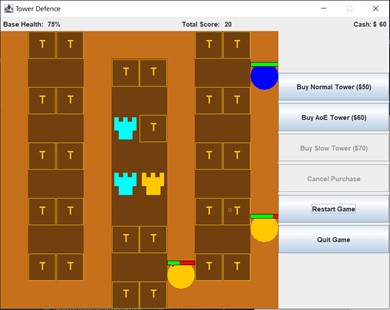 Tower Defence
Base Health: 75% Total Score: 20 Cash: $ 60
T T T T
T T
T T T T
T
T T T T
T T T T
T T
T T T T
T T
Buy Normal Tower ($50)
Buy AoE Tower ($60)
Buy Slow Tower ($70)
Cancel Purchase
Restart Game
Quit Game